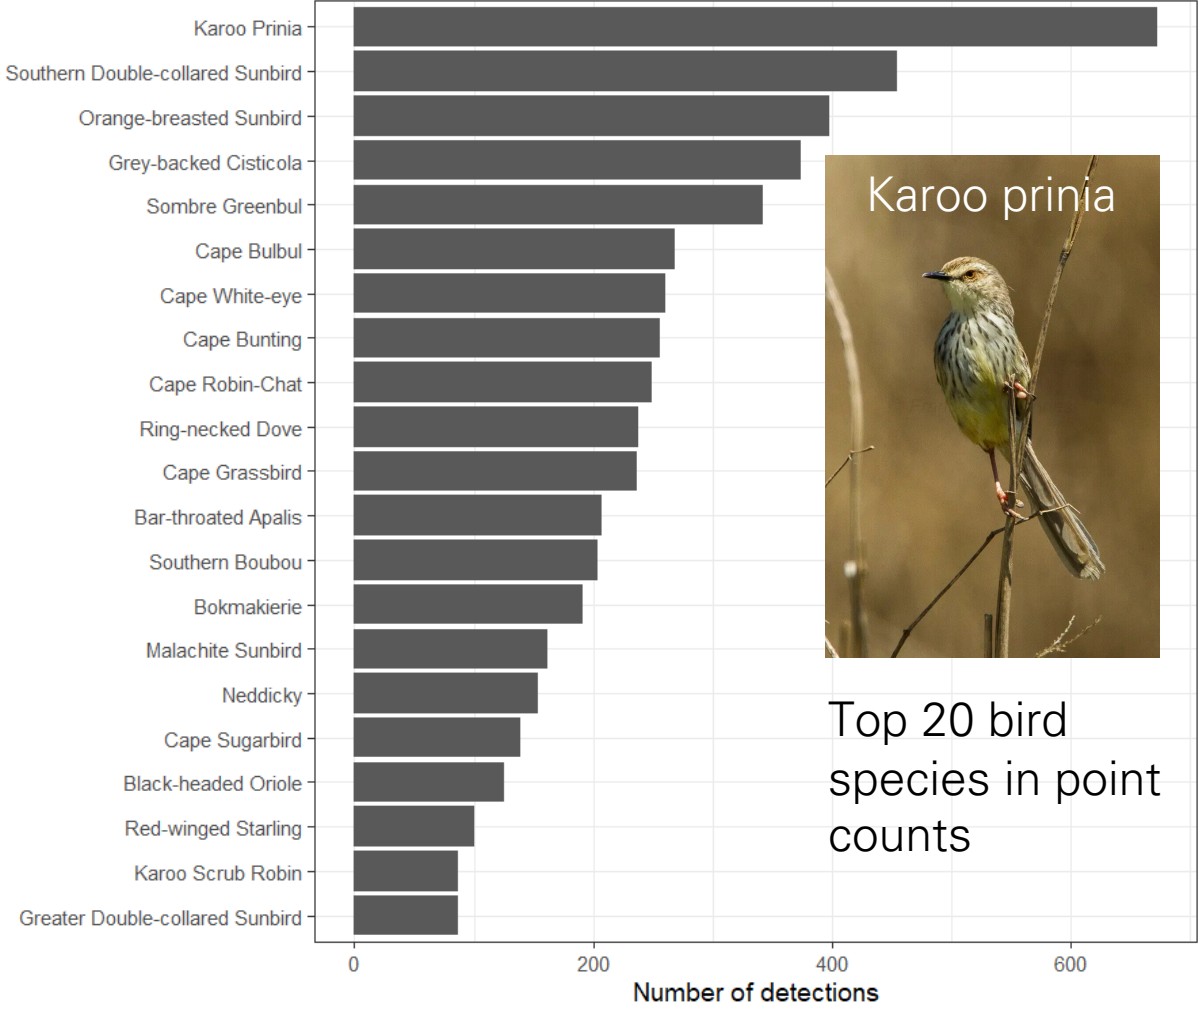 Karoo Prinia
Southern Double-collared Sunbird
Orange-breasted Sunbird
Grey-backed Cisticola
Sombre Greenbul
Cape Bulbul
Cape White-eye
Cape Bunting
Cape Robin-Chat
Ring-necked Dove
Cape Grassbird
Bar-throated Apalis
Southern Boubou
Bokmakierie
Malachite Sunbird
Neddicky
Cape Sugarbird
Black-headed Oriole
Red-winged Starling
Karoo Scrub Robin
Greater Double-collared Sunbird
0 200 400 600
Number of detections
Karoo prinia
Top 20 bird
species in point
counts